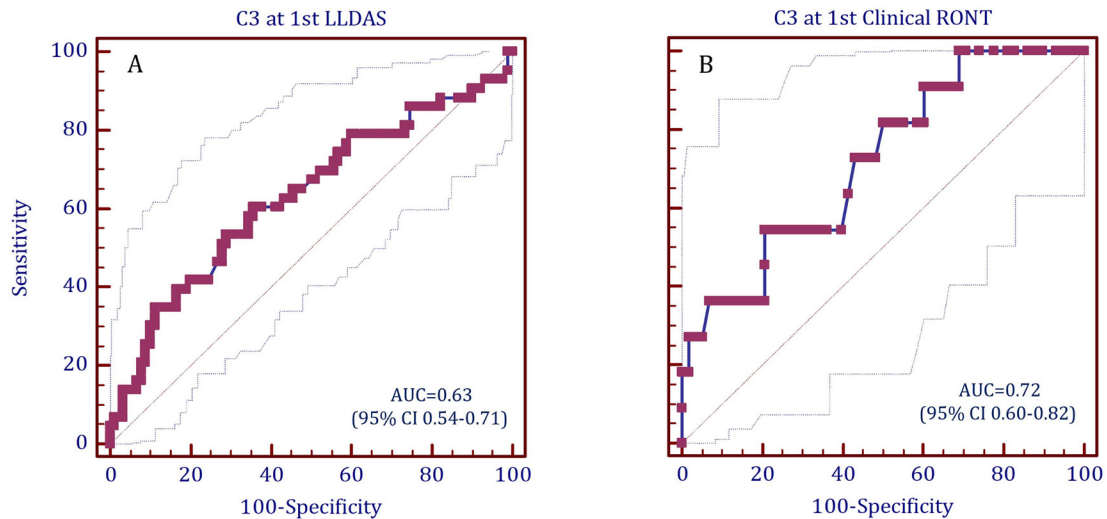 C3 at 1st LLDAS
A
Sensitivity
100
80
60
40
20
0
AUC=0.63
(95% CI 0.54-0.71)
0 20 40 60 80 100
100-Specificity
C3 at 1st Clinical RONT
B
AUC=0.72
(95% CI 0.60-0.82)
0 20 40 60 80 100
100-Specificity